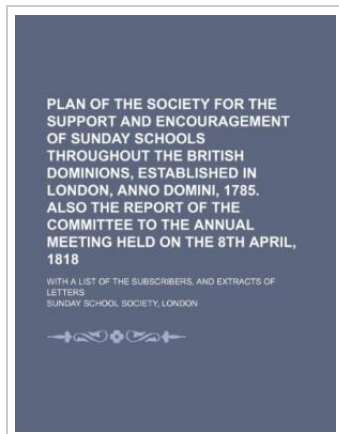 PLAN OF THE SOCIETY FOR THE
SUPPORT AND ENCOURAGEMENT
OF SUNDAY SCHOOLS
THROUGHOUT THE BRITISH
DOMINIONS, ESTABLISHED IN
LONDON, ANNO DOMINI, 1785.
ALSO THE REPORT OF THE
COMMITTEE TO THE ANNUAL
MEETING HELD ON THE 8TH APRIL,
1818
WITH A LIST OF THE SUBSCRIBERS, AND EXTRACTS OF
LETTERS
SUNDAY SCHOOL SOCIETY, LONDON